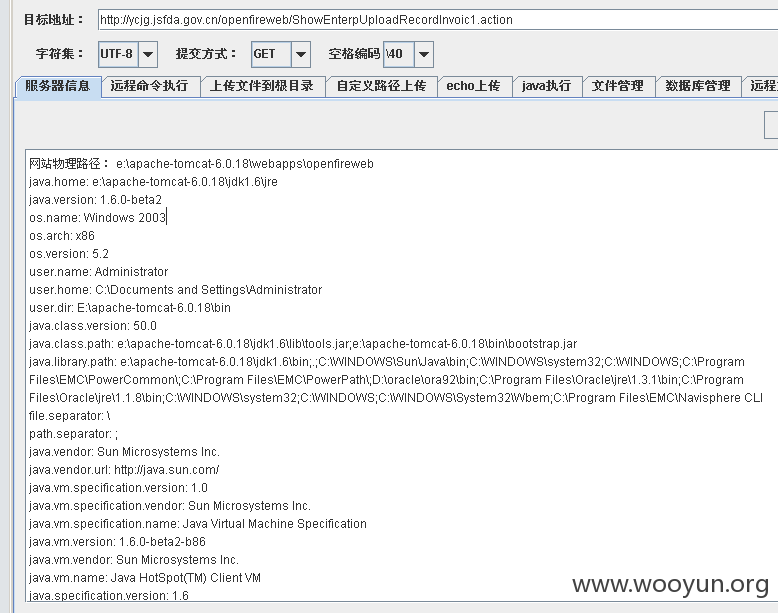 目标地址： http://ycjg.jsfda.gov.cn/openfireweb/ShowEnterpUploadRecordInvoic1.action
字符集： UTF-8 提交方式： GET 空格编码 \40
服务器信息 远程命令执行 上传文件到根目录 自定义路径上传 echo上传 java执行 文件管理 数据库管理 远程
网站物理路径： e:\apache-tomcat-6.0.18\webapps\openfireweb
java.home: e:\apache-tomcat-6.0.18\jdk1.6\jre
java.version: 1.6.0-beta2
os.name: Windows 2003
os.arch: x86
os.version: 5.2
user.name: Administrator
user.home: C:\Documents and Settings\Administrator
user.dir: E:\apache-tomcat-6.0.18\bin
java.class.version: 50.0
java.class.path: e:\apache-tomcat-6.0.18\jdk1.6\lib\tools.jar;e:\apache-tomcat-6.0.18\bin\bootstrap.jar
java.library.path: e:\apache-tomcat-6.0.18\jdk1.6\bin;.;C:\WINDOWS\Sun\Java\bin;C:\WINDOWS\system32;C:\WINDOWS;C:\Program
Files\EMC\PowerCommon\;C:\Program Files\EMC\PowerPath\;D:\oracle\ora92\bin;C:\Program Files\Oracle\jre\1.3.1\bin;C:\Program
Files\Oracle\jre\1.1.8\bin;C:\WINDOWS\system32;C:\WINDOWS;C:\WINDOWS\System32\Wbem;C:\Program Files\EMC\Navisphere CLI
file.separator: \
path.separator: ;
java.vendor: Sun Microsystems Inc.
java.vendor.url: http://java.sun.com/
java.vm.specification.version: 1.0
java.vm.specification.vendor: Sun Microsystems Inc.
java.vm.specification.name: Java Virtual Machine Specification
java.vm.version: 1.6.0-beta2-b86
java.vm.vendor: Sun Microsystems Inc.
java.vm.name: Java HotSpot(TM) Client VM
java.specification.version: 1.6
www.wooyun.org